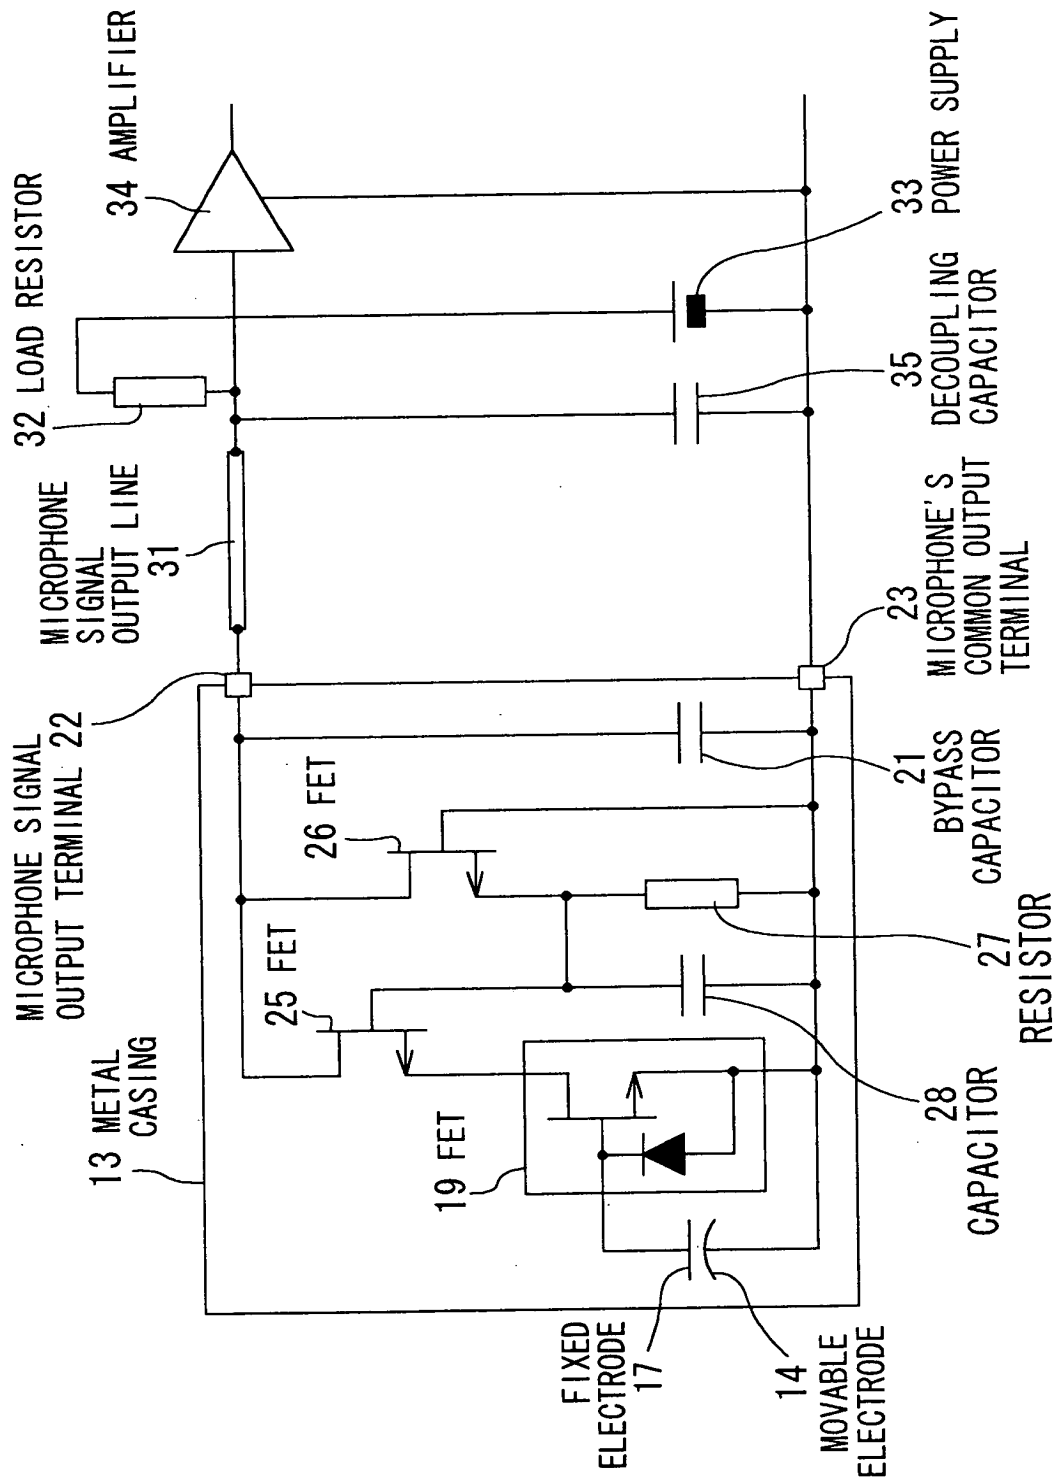 MICROPHONE SIGNAL
OUTPUT TERMINAL 22
MICROPHONE
SIGNAL
OUTPUT LINE
31
32 LOAD RESISTOR
34 AMPLIFIER
13 METAL
CASING
25 FET
26 FET
19 FET
FIXED
ELECTRODE
17
14
MOVABLE
ELECTRODE
28
CAPACITOR
27
RESISTOR
21
BYPASS
CAPACITOR
23
MICROPHONE'S
COMMON OUTPUT
TERMINAL
35
DECOUPLING
CAPACITOR
33
POWER SUPPLY